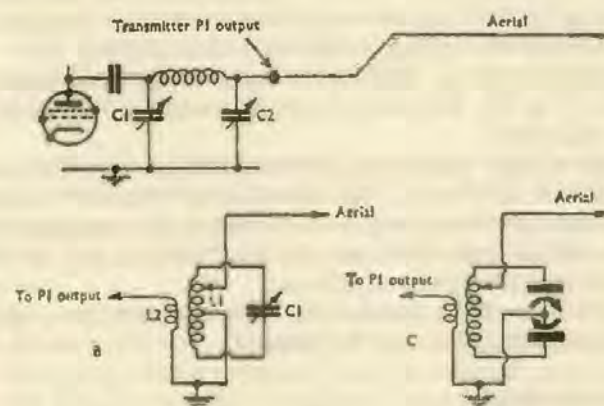 Transmitter PI output
Aerial
C1
C2
Aerial
Aerial
To PI output
L2
L1
C1
B
To PI output
C